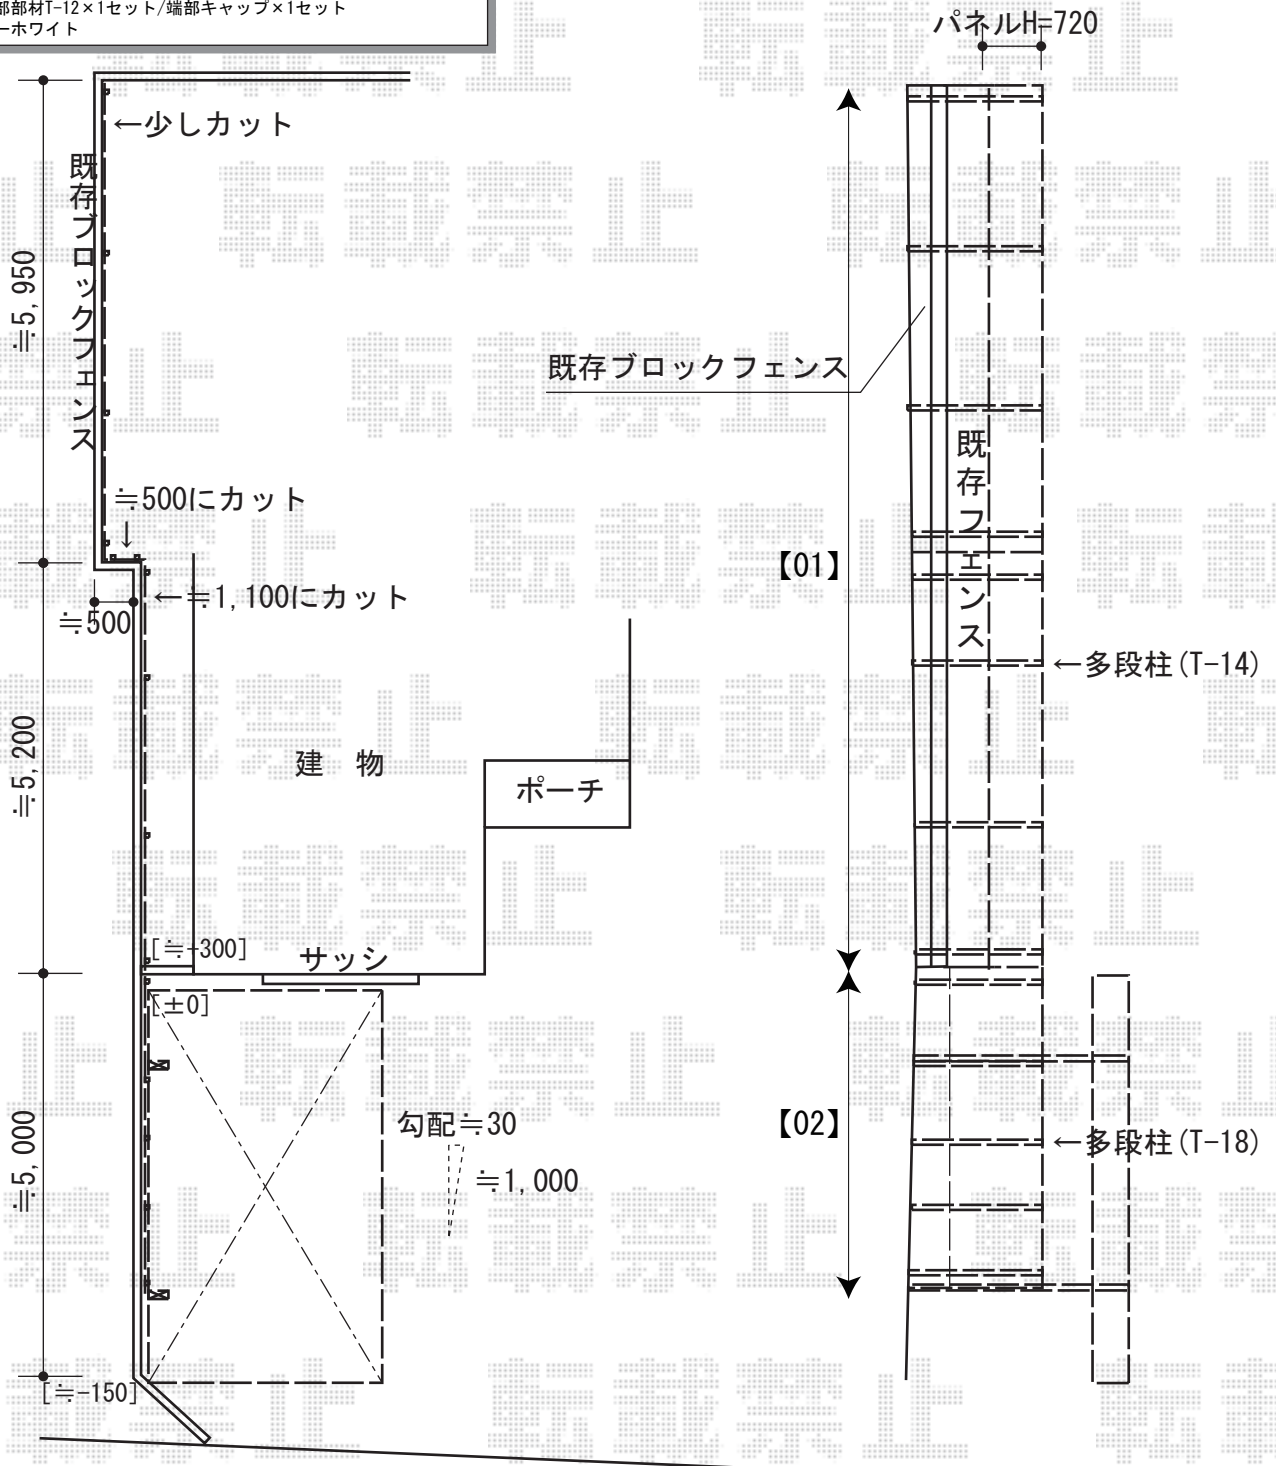 部部材T-12×1セット/端部キャップ×1セット
ーホワイト
パネルH=720
←少しカット
既存ブロックフェンス
≒5,950
既存ブロックフェンス
既存フェンス
≒500にカット
↓
【01】
←≒1,100にカット
≒500
←多段柱(T-14)
≒5,200
建 物
ポーチ
[≒-300]
サッシ
[±0]
勾配≒30
≒1,000
【02】
←多段柱(T-18)
≒5,000
[≒-150]
転載禁止